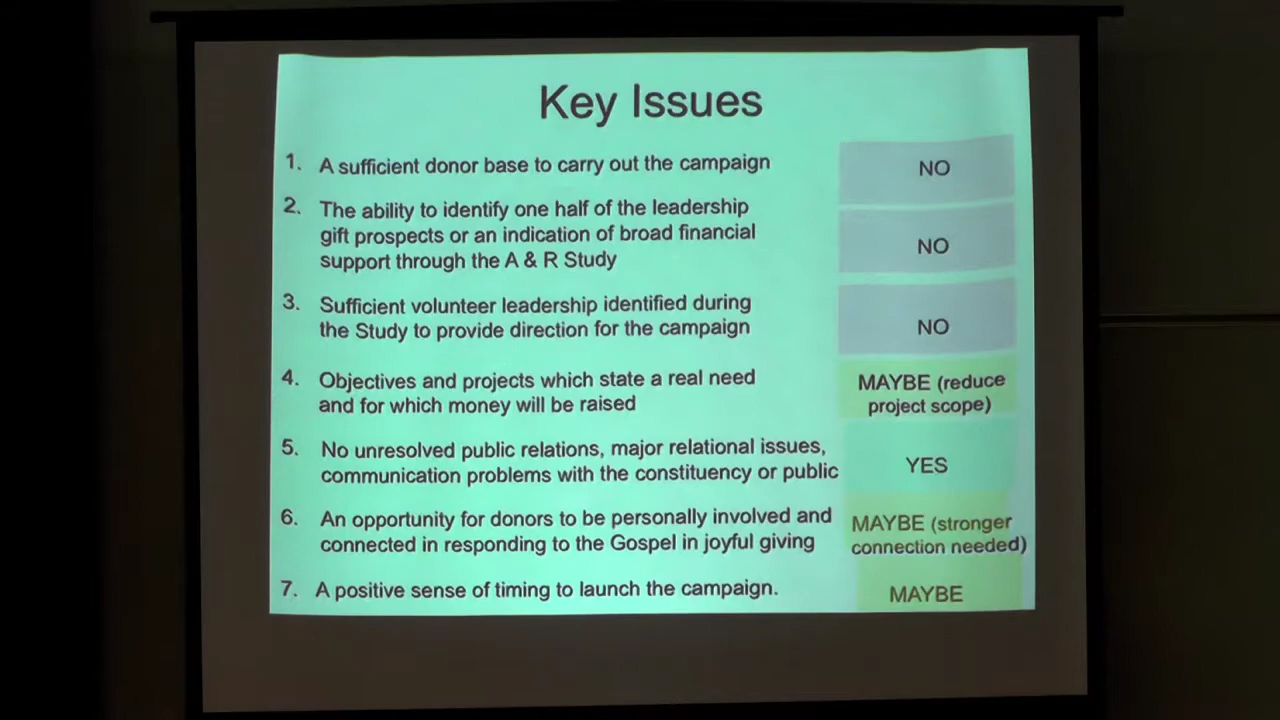 Key Issues
1. A sufficient donor base to carry out the campaign
NO
2. The ability to identify one half of the leadership
gift prospects or an indication of broad financial
support through the A & R Study
NO
3. Sufficient volunteer leadership identified during
the Study to provide direction for the campaign
NO
4. Objectives and projects which state a real need
and for which money will be raised
MAYBE (reduce
project scope)
5. No unresolved public relations, major relational issues,
communication problems with the constituency or public
YES
6. An opportunity for donors to be personally involved and
connected in responding to the Gospel in joyful giving
MAYBE (stronger
connection needed)
7. A positive sense of timing to launch the campaign.
MAYBE